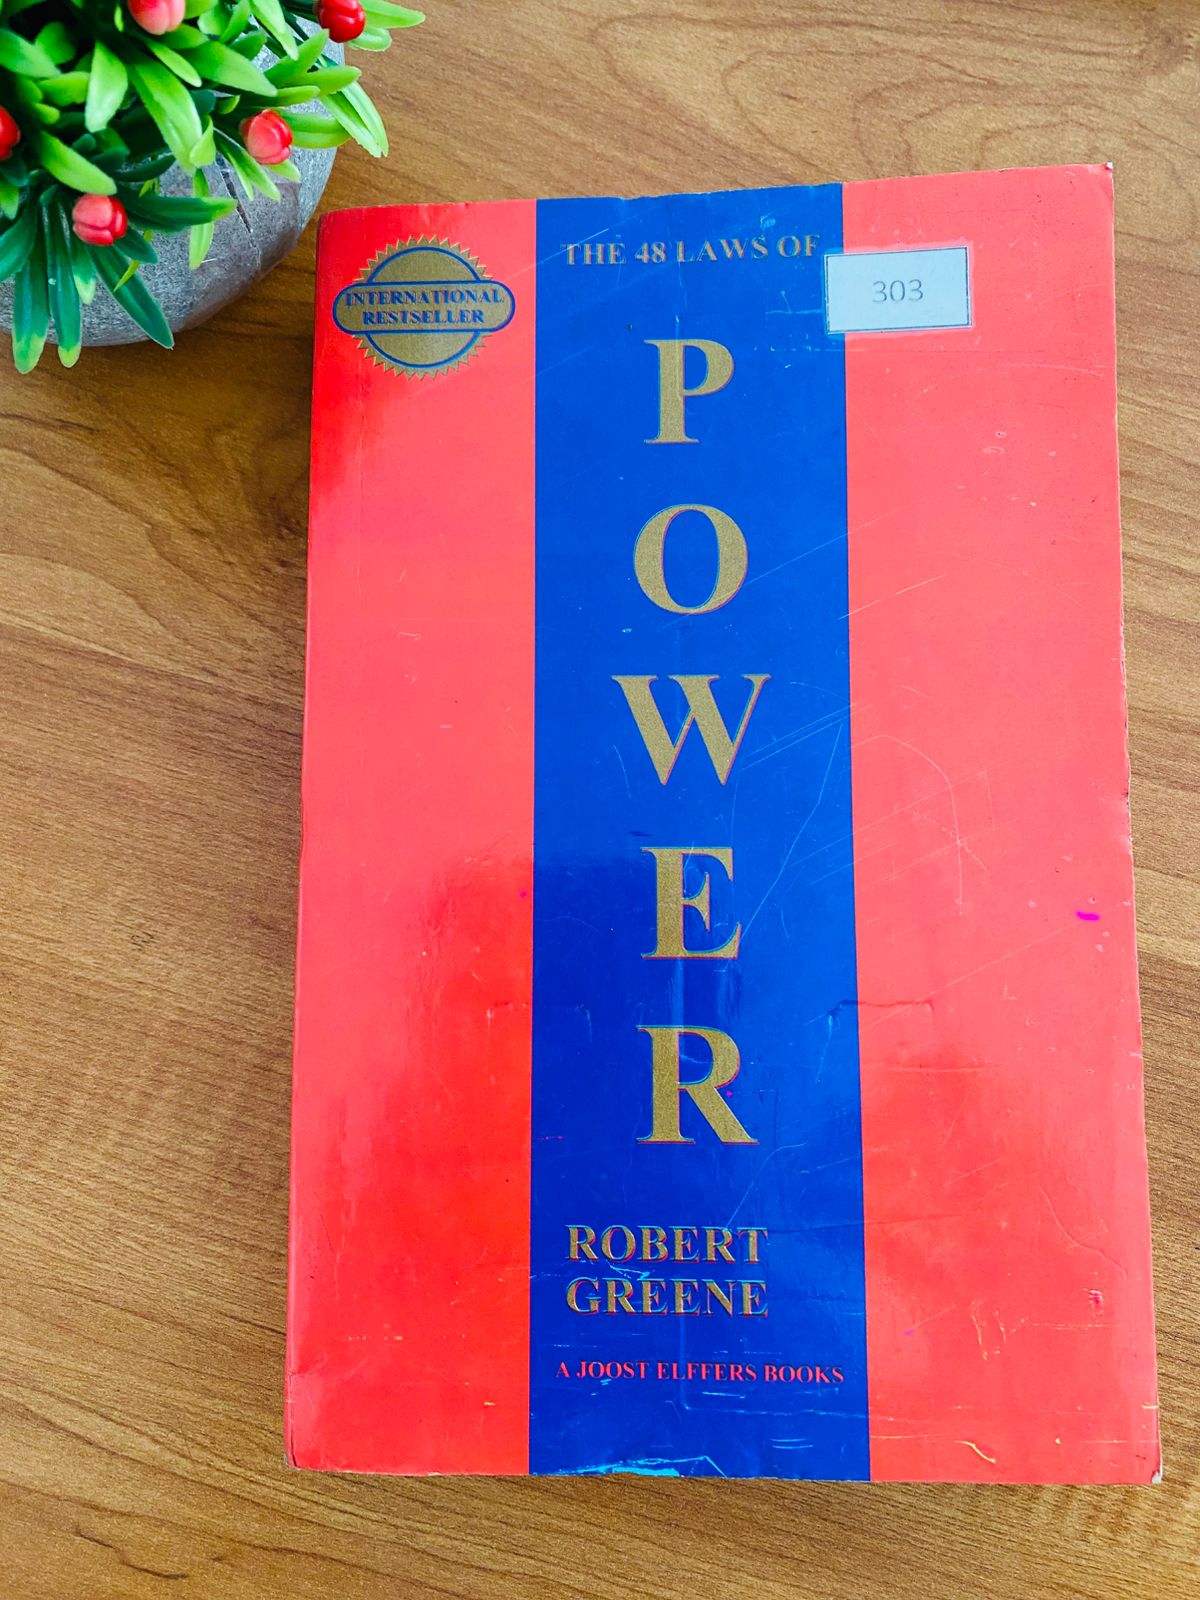 INTERNATIONAL
RESTSELLER
THE 48 LAWS OF
303
P
O
W
E
R
ROBERT
GREENE
A JOOST ELFFERS BOOKS